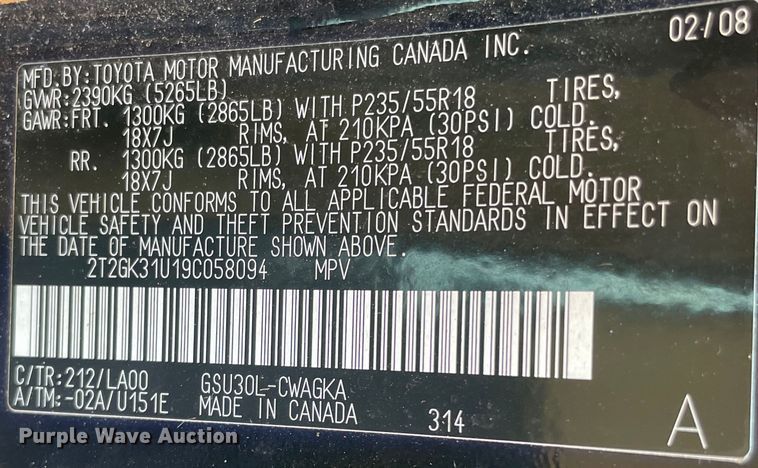 02/08
MFD.BY:TOYOTA MOTOR MANUFACTURING CANADA INC.
GVWR:2390KG (5265LB)
GAWR:FRT. 1300KG (2865LB) WITH P235/55R18 TIRES,
18X7J RIMS, AT 210KPA (30PSI) COLD.
RR. 1300KG (2865LB) WITH P235/55R18 TIRES,
18X7J RIMS, AT 210KPA (30PSI) COLD.
THIS VEHICLE CONFORMS TO ALL APPLICABLE FEDERAL MOTOR
VEHICLE SAFETY AND THEFT PREVENTION STANDARDS IN EFFECT ON
THE DATE OF MANUFACTURE SHOWN ABOVE.
2T2GK31U19C058094 MPV
C/TR:212/LA00 GSU30L-CWAGKA
A/TM:-02A/U151E MADE IN CANADA 314 A
Purple Wave Auction